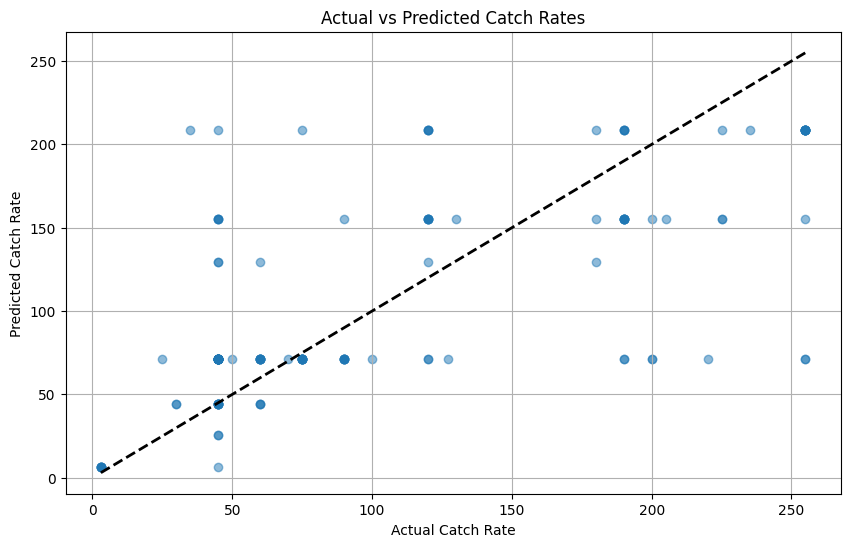 Actual vs Predicted Catch Rates
Predicted Catch Rate
250
200
150
100
50
0
0 50 100 150 200 250
Actual Catch Rate